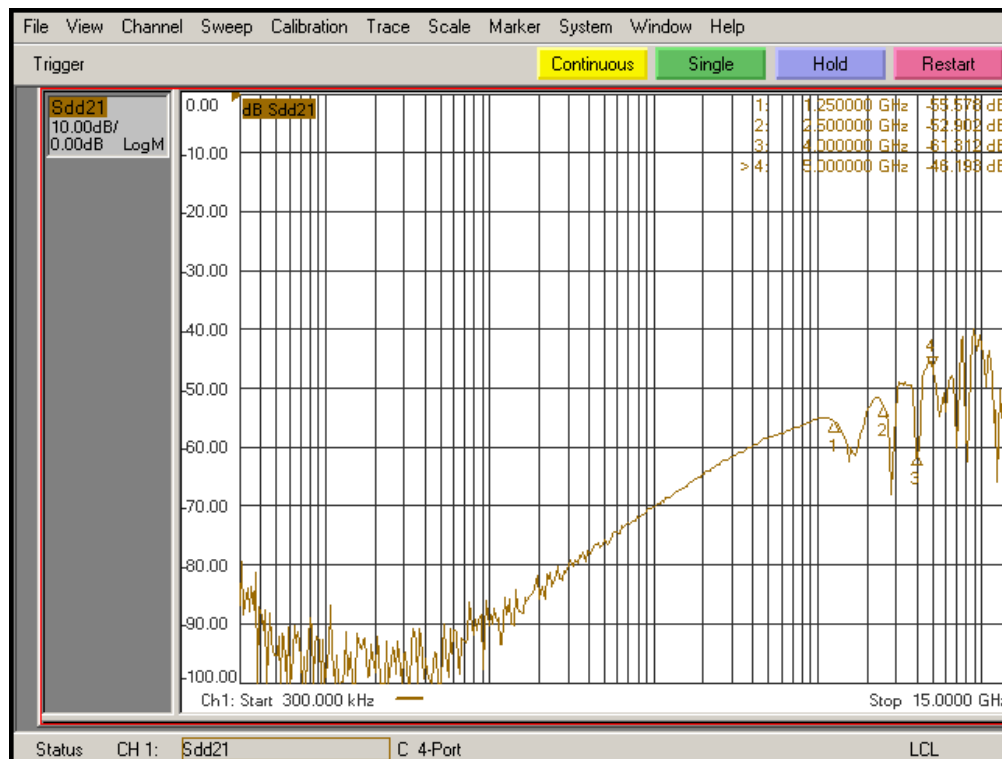 File View Channel Sweep Calibration Trace Scale Marker System Window Help
Trigger Continuous Single Hold Restart
Sdd21
10.00dB/
0.00dB LogM
dB Sdd21
1: 1.250000 GHz -55.578 dB
2: 2.500000 GHz -52.902 dB
3: 4.000000 GHz -61.312 dB
> 4: 5.000000 GHz -46.193 dB
0.00
-10.00
-20.00
-30.00
-40.00
-50.00
-60.00
-70.00
-80.00
-90.00
-100.00
4
1
2
3
Ch1: Start 300.000 kHz Stop 15.0000 GHz
Status CH 1: Sdd21 C 4-Port LCL